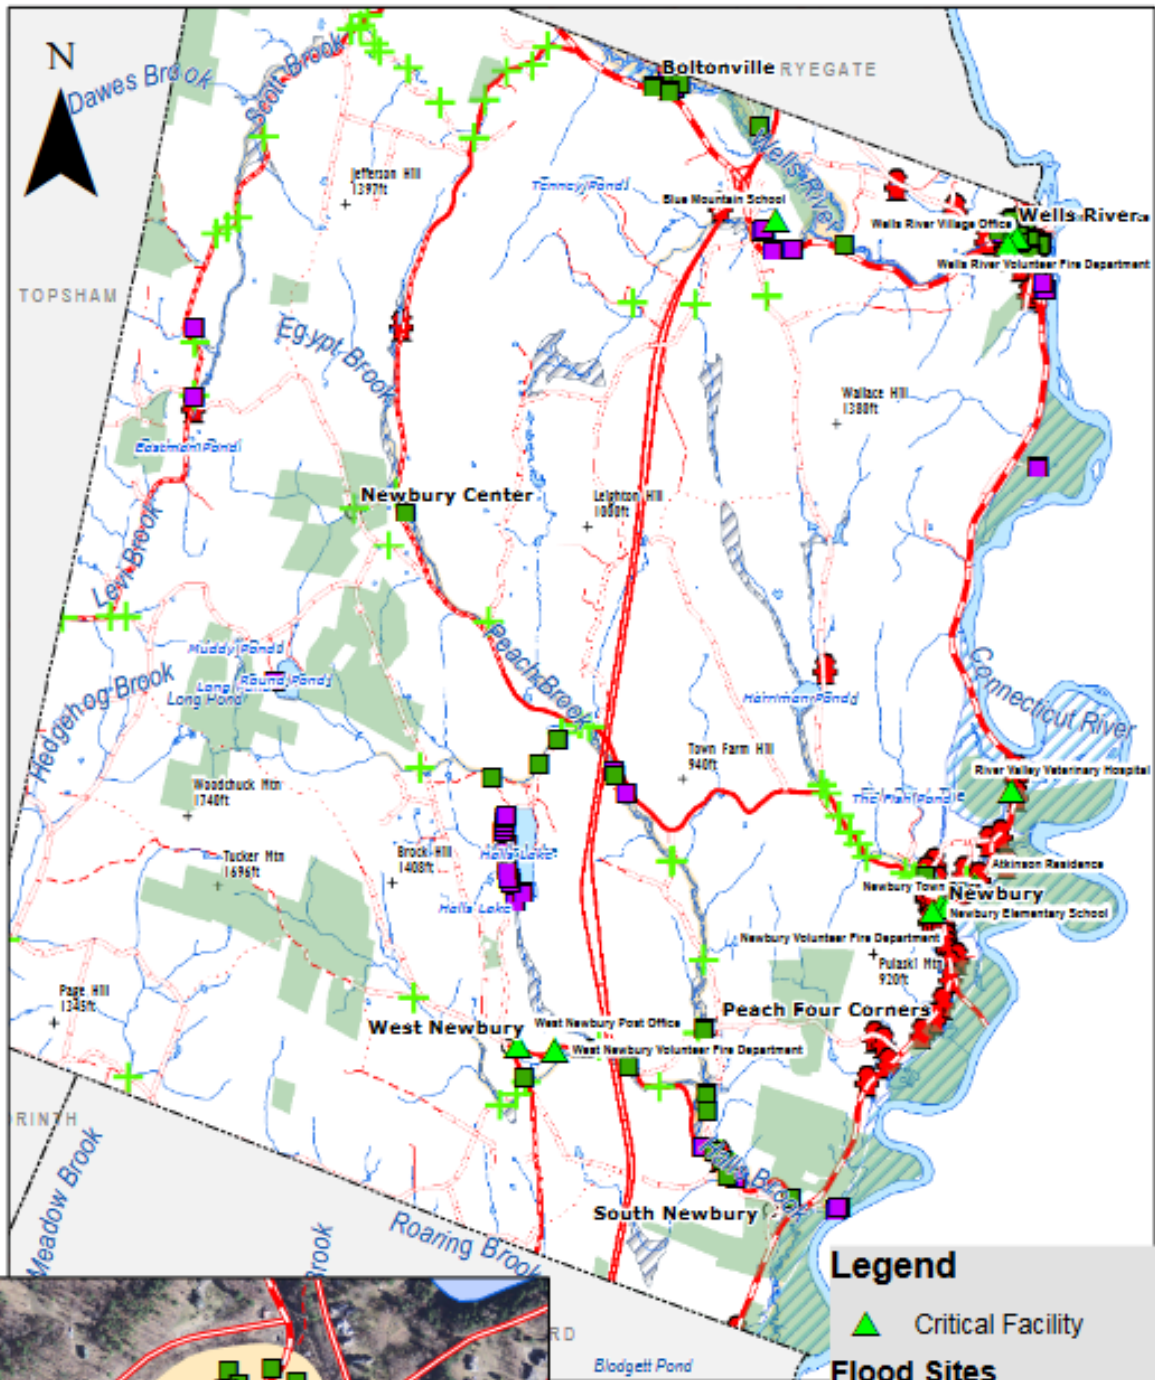 N
Dawes Brook
Scott Brook
Boltonville
RYEGATE
Jefferson Hill
1397ft
Wells River
Blue Mountain School
Wells River Village Office
Wells River
Wells River Volunteer Fire Department
TOPSHAM
Egypt Brook
Wallace Hill
1380ft
Eastman Pond
Newbury Center
Leighton Hill
Levi Brook
Muddy Pond
Round Pond
Long Pond
Hedgehog Brook
Peach Brook
Harriman Pond
Connecticut River
Woodchuck Mtn
1740ft
Town Farm Hill
940ft
River Valley Veterinary Hospital
The Fish Pond
Tucker Mtn
1696ft
Brock Hill
1408ft
Halls Lake
Halls Lake
Atkinson Residence
Newbury Town
Newbury
Newbury Elementary School
Newbury Volunteer Fire Department
Pulaski Mtn
920ft
Page Hill
1345ft
Peach Four Corners
West Newbury
West Newbury Post Office
West Newbury Volunteer Fire Department
RINTH
Meadow Brook
Halls Brook
South Newbury
Roaring Brook
Brook
RD
Blodgett Pond
Legend
Critical Facility
Flood Sites